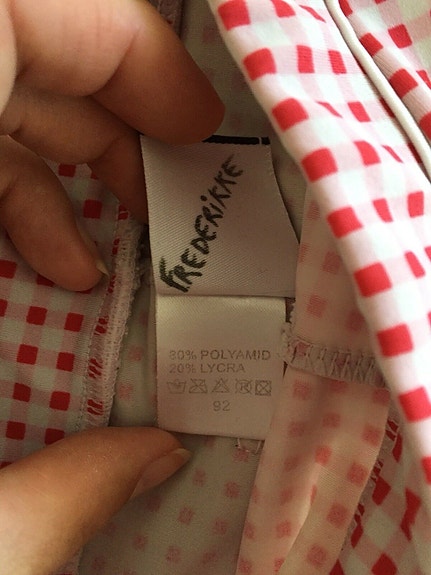 FREDERIKKE
80% POLYAMID
20% LYCRA
92